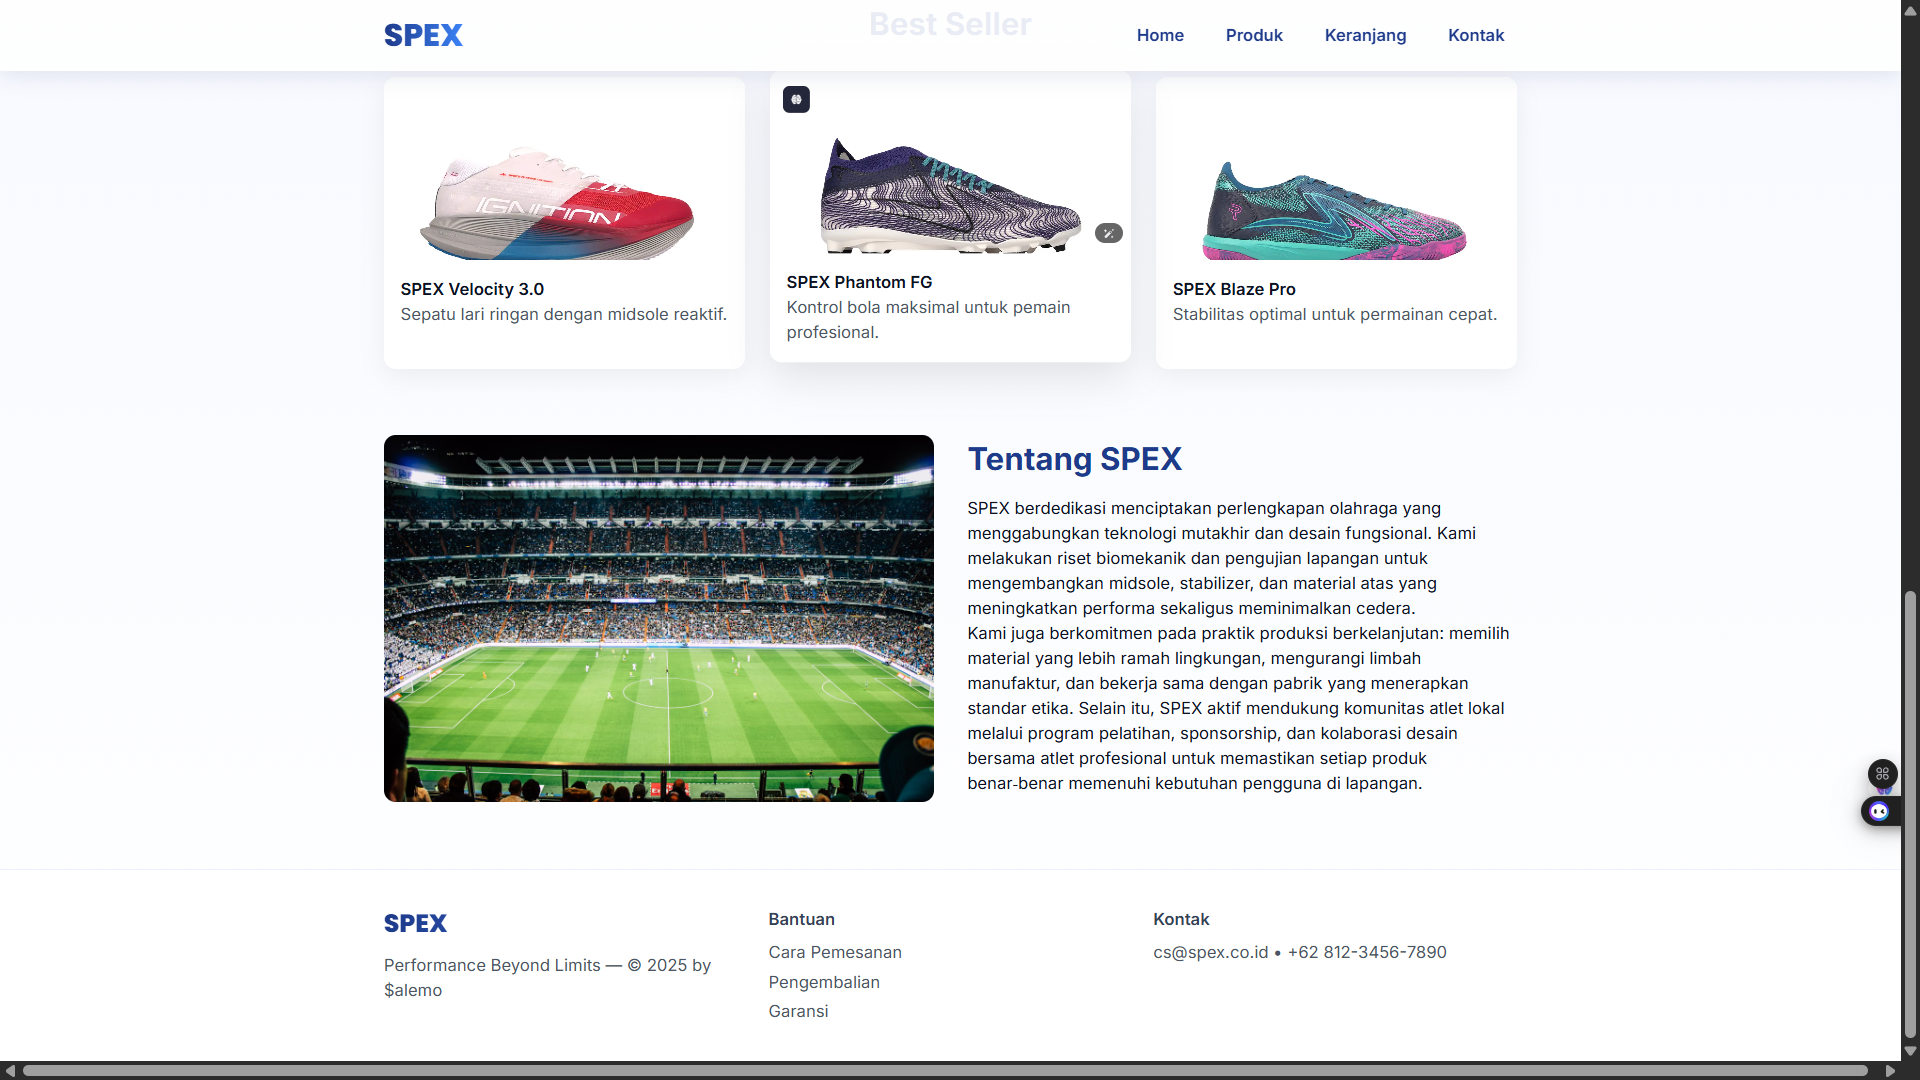 SPEX
Best Seller
Home
Produk
Keranjang
Kontak
IGNITION
SPEX Velocity 3.0
Sepatu lari ringan dengan midsole reaktif.
SPEX Phantom FG
Kontrol bola maksimal untuk pemain
profesional.
SPEX Blaze Pro
Stabilitas optimal untuk permainan cepat.
Tentang SPEX
SPEX berdedikasi menciptakan perlengkapan olahraga yang
menggabungkan teknologi mutakhir dan desain fungsional. Kami
melakukan riset biomekanik dan pengujian lapangan untuk
mengembangkan midsole, stabilizer, dan material atas yang
meningkatkan performa sekaligus meminimalkan cedera.
Kami juga berkomitmen pada praktik produksi berkelanjutan: memilih
material yang lebih ramah lingkungan, mengurangi limbah
manufaktur, dan bekerja sama dengan pabrik yang menerapkan
standar etika. Selain itu, SPEX aktif mendukung komunitas atlet lokal
melalui program pelatihan, sponsorship, dan kolaborasi desain
bersama atlet profesional untuk memastikan setiap produk
benar-benar memenuhi kebutuhan pengguna di lapangan.
SPEX
Performance Beyond Limits — © 2025 by
$alemo
Bantuan
Cara Pemesanan
Pengembalian
Garansi
Kontak
cs@spex.co.id • +62 812-3456-7890